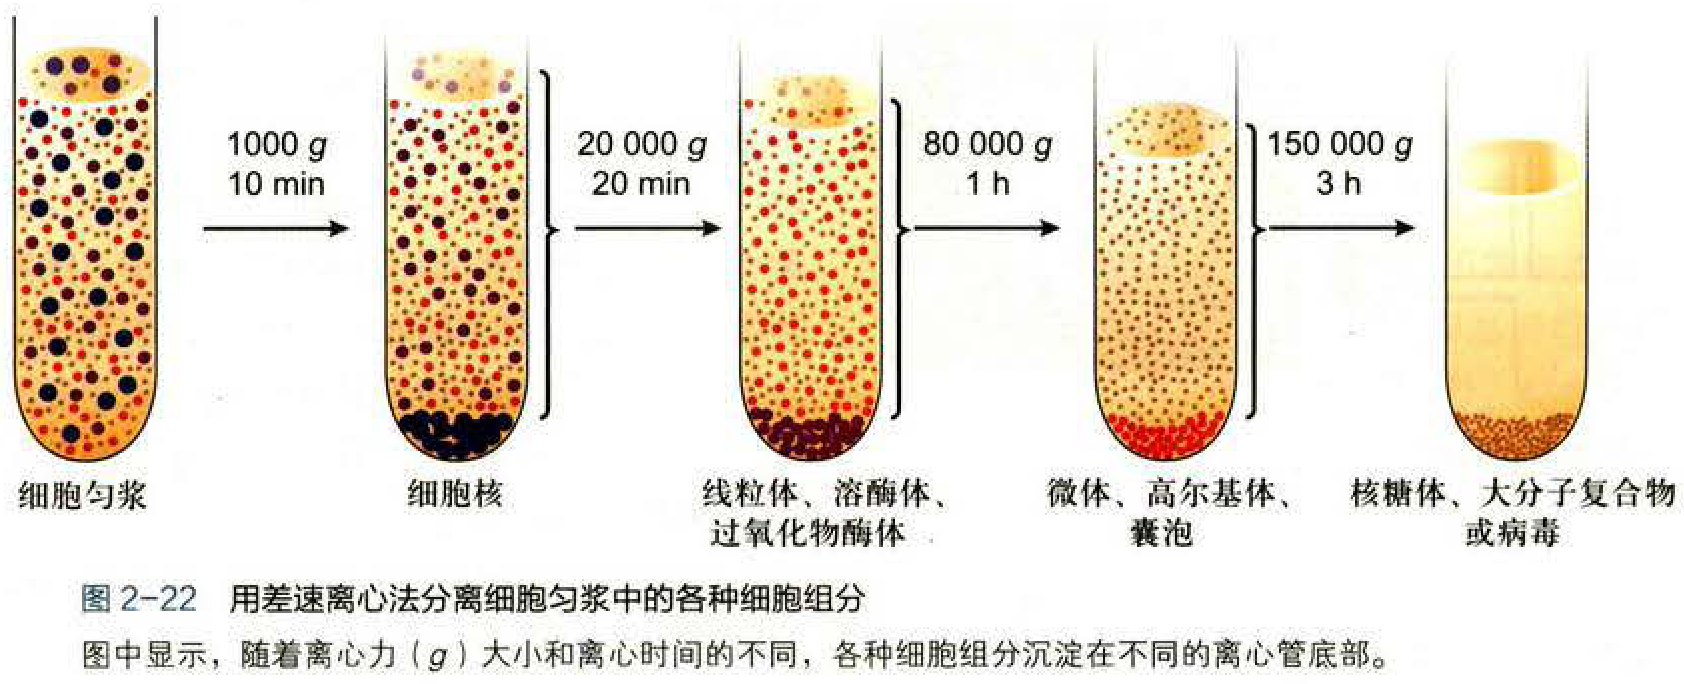 1000 g
10 min
20 000 g
20 min
80 000 g
1 h
150 000 g
3 h
细胞匀浆
细胞核
线粒体、溶酶体、
过氧化物酶体
微体、高尔基体、
囊泡
核糖体、大分子复合物
或病毒
图 2-22 用差速离心法分离细胞匀浆中的各种细胞组分
图中显示，随着离心力（g）大小和离心时间的不同，各种细胞组分沉淀在不同的离心管底部。